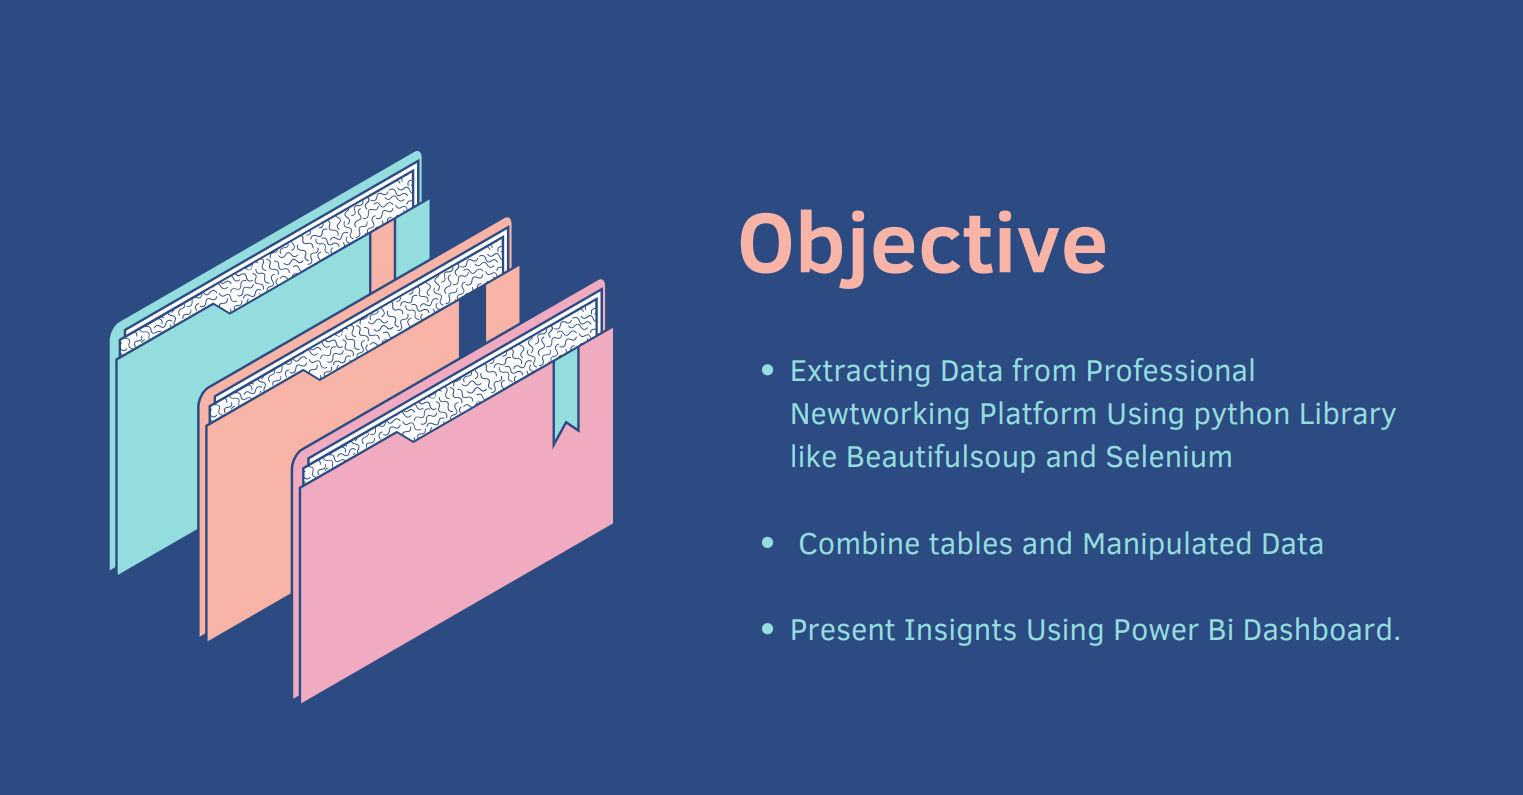 Objective
• Extracting Data from Professional
Newtworking Platform Using python Library
like Beautifulsoup and Selenium
• Combine tables and Manipulated Data
• Present Insignts Using Power Bi Dashboard.